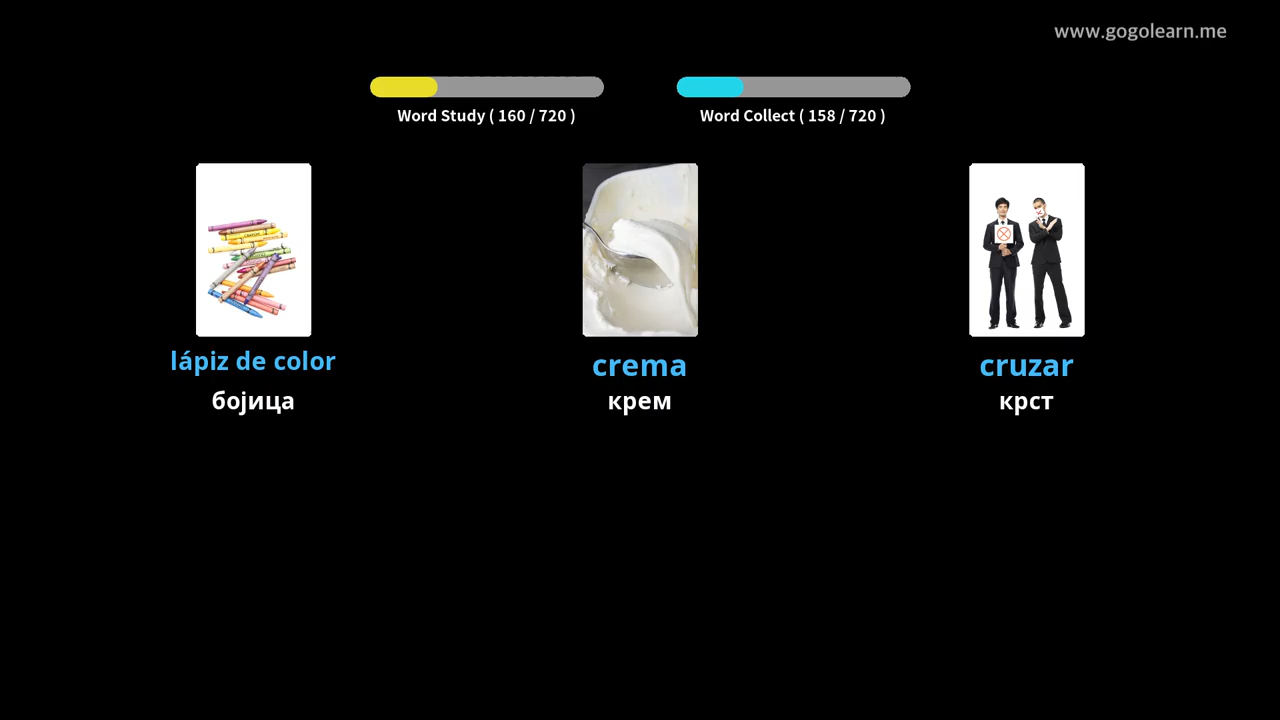 www.gogolearn.me
Word Study ( 160 / 720 )
Word Collect ( 158 / 720 )
lápiz de color
crema
cruzar
бојица
крем
крст